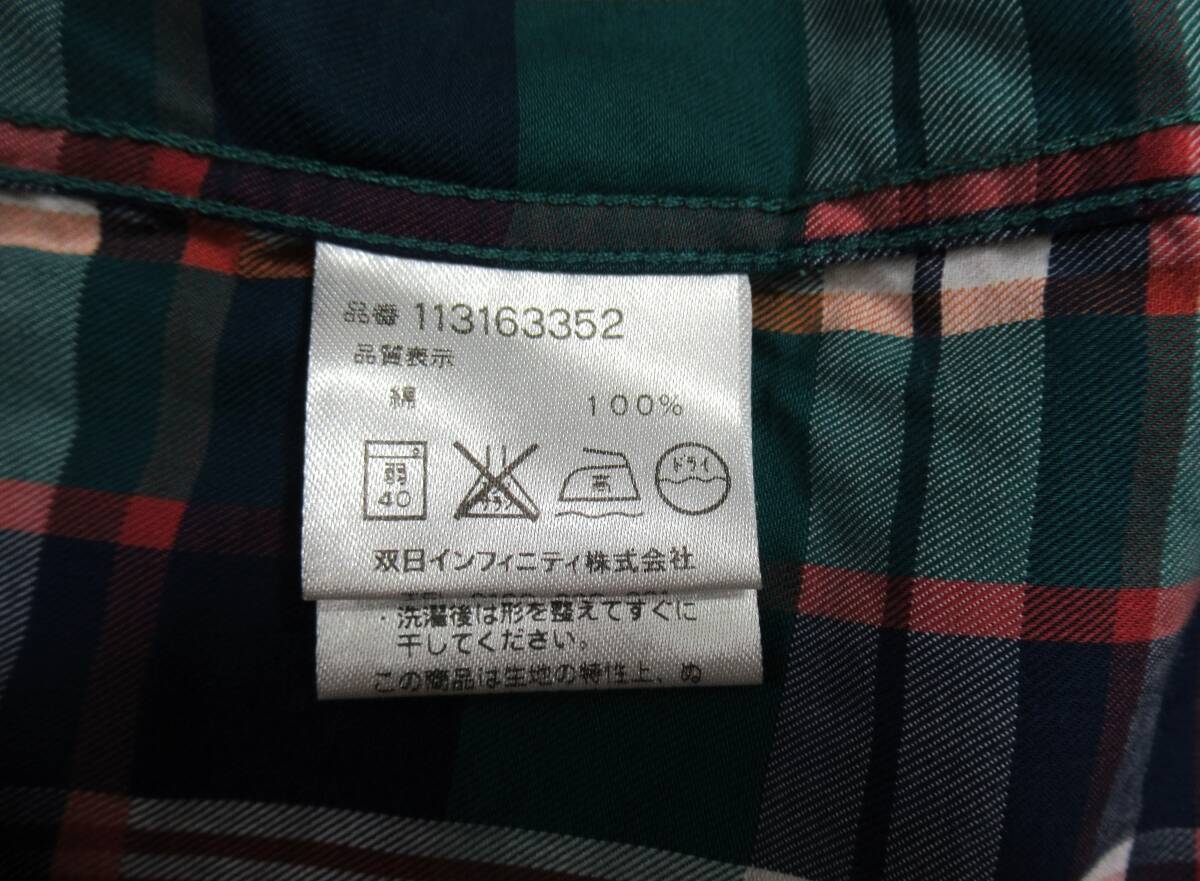 品番 113163352
品質表示
綿 100%
弱
40
高
ドライ
双日インフィニティ株式会社
・洗濯後は形を整えてすぐに
干してください。
この商品は生地の特性上、ぬ